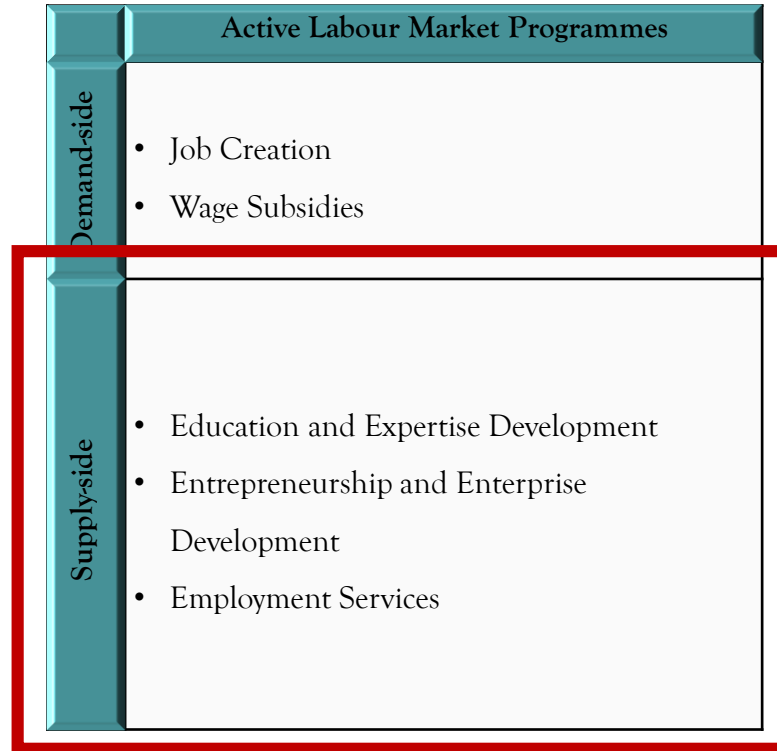 Active Labour Market Programmes
Demand-side
• Job Creation
• Wage Subsidies
Supply-side
• Education and Expertise Development
• Entrepreneurship and Enterprise
Development
• Employment Services